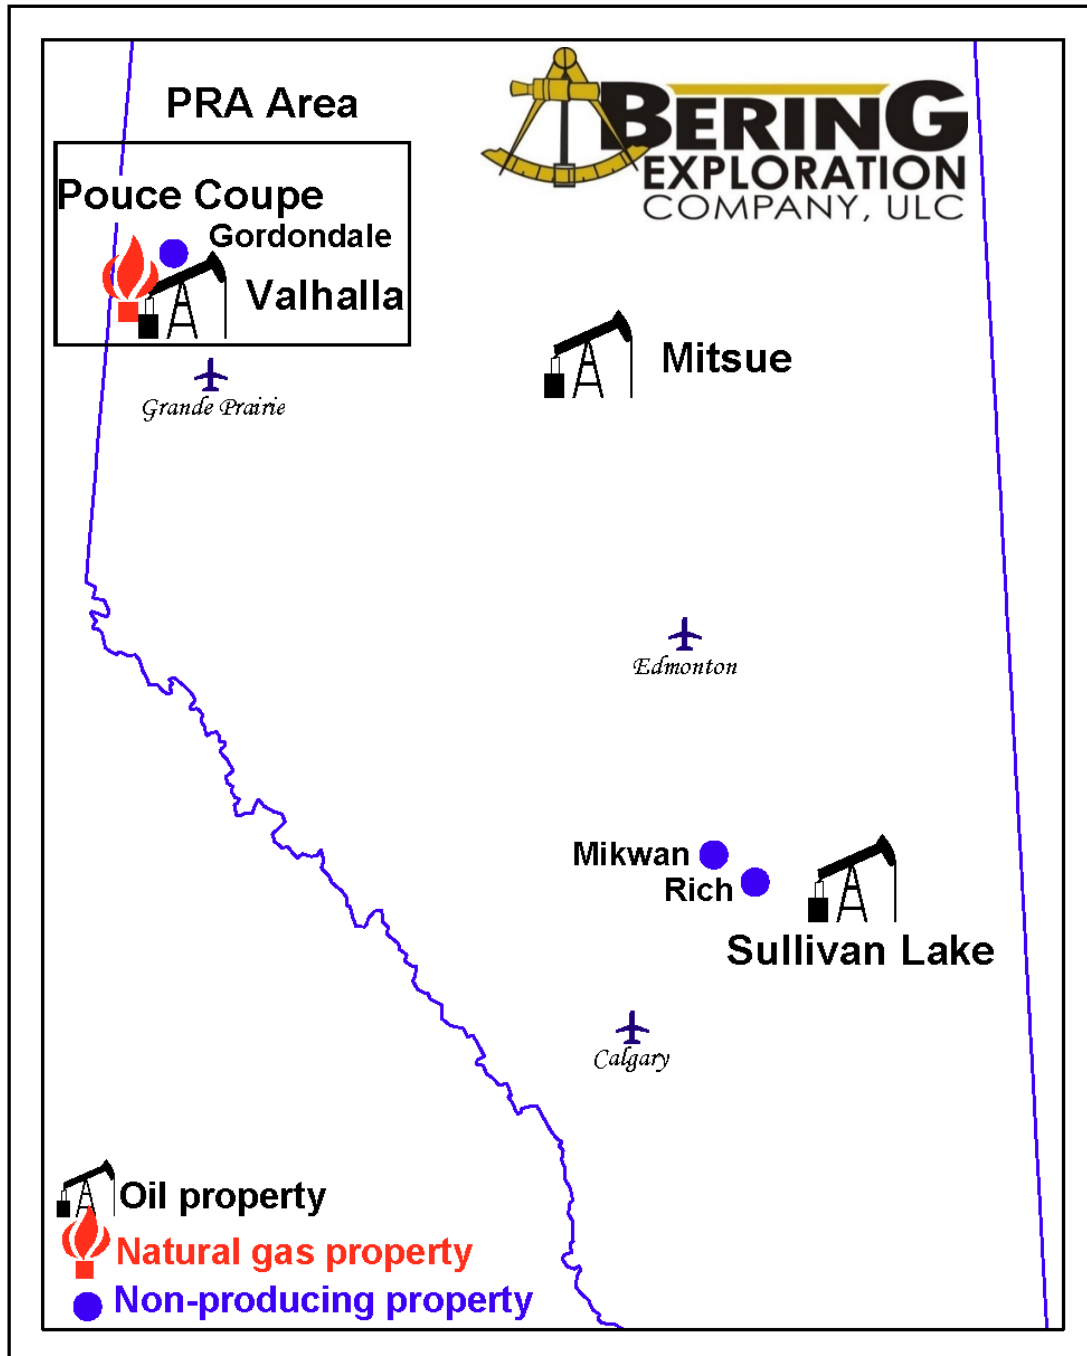 PRA Area
BERING
EXPLORATION
COMPANY, ULC
Pouce Coupe
Gordondale
Valhalla
Mitsue
Grande Prairie
Edmonton
Mikwan
Rich
Sullivan Lake
Calgary
Oil property
Natural gas property
Non-producing property